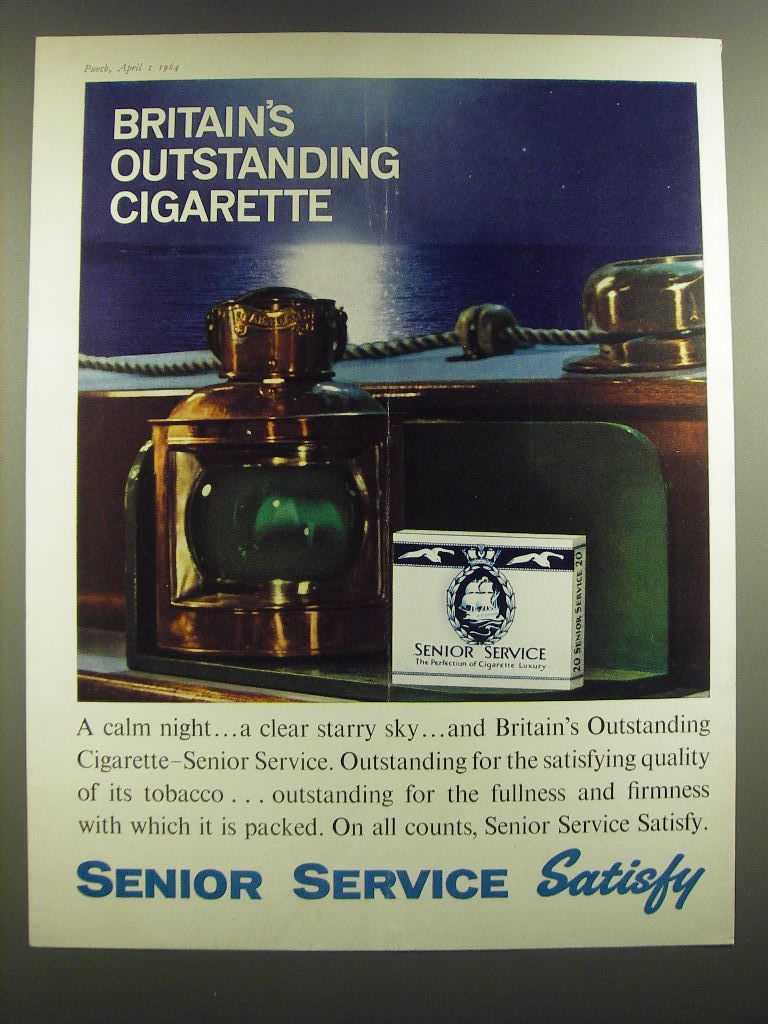 Punch, April 1 1964
BRITAIN'S
OUTSTANDING
CIGARETTE
SENIOR SERVICE
The Perfection of Cigarette Luxury
20 SENIOR SERVICE 20
A calm night...a clear starry sky...and Britain's Outstanding
Cigarette–Senior Service. Outstanding for the satisfying quality
of its tobacco . . . outstanding for the fullness and firmness
with which it is packed. On all counts, Senior Service Satisfy.
SENIOR SERVICE Satisfy